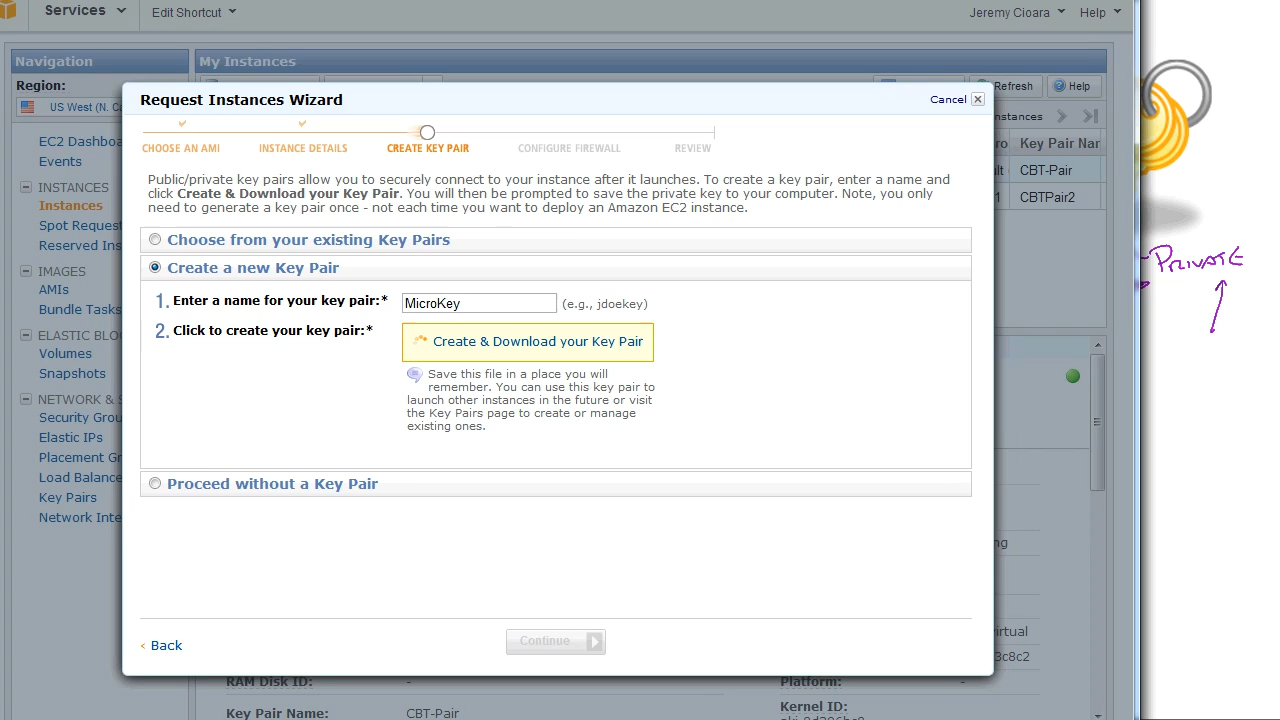 Services
Edit Shortcut
Jeremy Cioara
Help
Navigation
My Instances
Region:
US West (N.
Refresh
Help
Request Instances Wizard
Cancel
CHOOSE AN AMI
INSTANCE DETAILS
CREATE KEY PAIR
CONFIGURE FIREWALL
REVIEW
Public/private key pairs allow you to securely connect to your instance after it launches. To create a key pair, enter a name and
click Create & Download your Key Pair. You will then be prompted to save the private key to your computer. Note, you only
need to generate a key pair once - not each time you want to deploy an Amazon EC2 instance.
Choose from your existing Key Pairs
Create a new Key Pair
1. Enter a name for your key pair:* MicroKey (e.g., jdoekey)
2. Click to create your key pair:* Create & Download your Key Pair
Save this file in a place you will
remember. You can use this key pair to
launch other instances in the future or visit
the Key Pairs page to create or manage
existing ones.
Proceed without a Key Pair
‹ Back
Continue
EC2 Dashboa
Events
INSTANCES
Instances
Spot Request
Reserved Ins
IMAGES
AMIs
Bundle Tasks
ELASTIC BLO
Volumes
Snapshots
NETWORK & S
Security Grou
Elastic IPs
Placement Gr
Load Balance
Key Pairs
Network Inte
nstances
Key Pair Nar
CBT-Pair
1 CBTPair2
PRIVATE
ng
virtual
3c8c2
RAM Disk ID: -
Platform: -
Key Pair Name: CBT-Pair
Kernel ID: